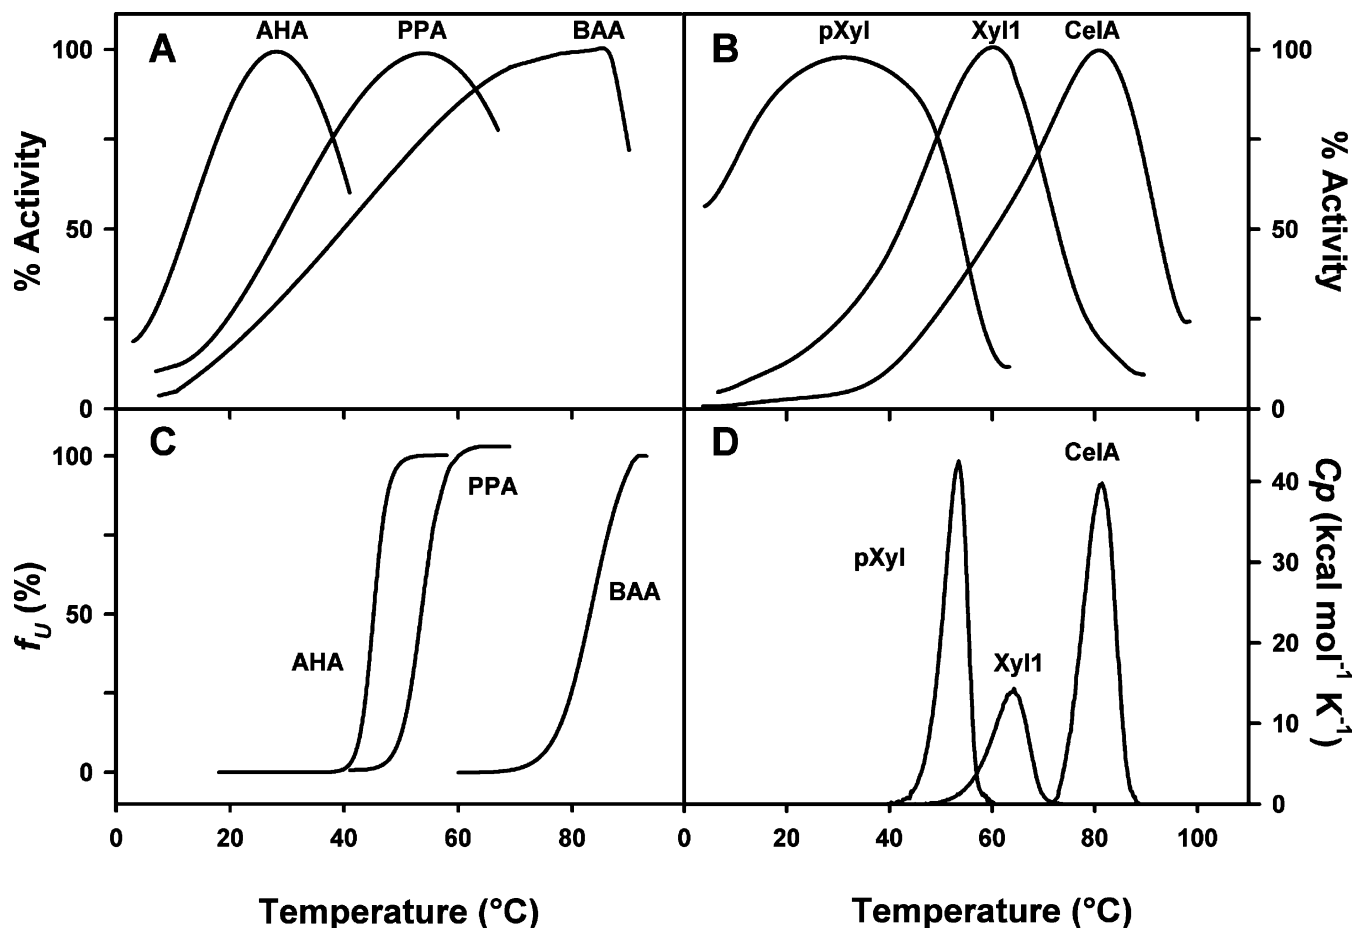 AHA PPA BAA pXyl Xyl1 CelA
A B
100 100
% Activity % Activity
50 50
0 0
C D
CelA
100 40
PPA
pXyl 30
BAA
fU (%) Cp (kcal mol-1 K-1)
50
20
AHA Xyl1
10
0 0
0 20 40 60 80 0 20 40 60 80 100
Temperature (°C) Temperature (°C)